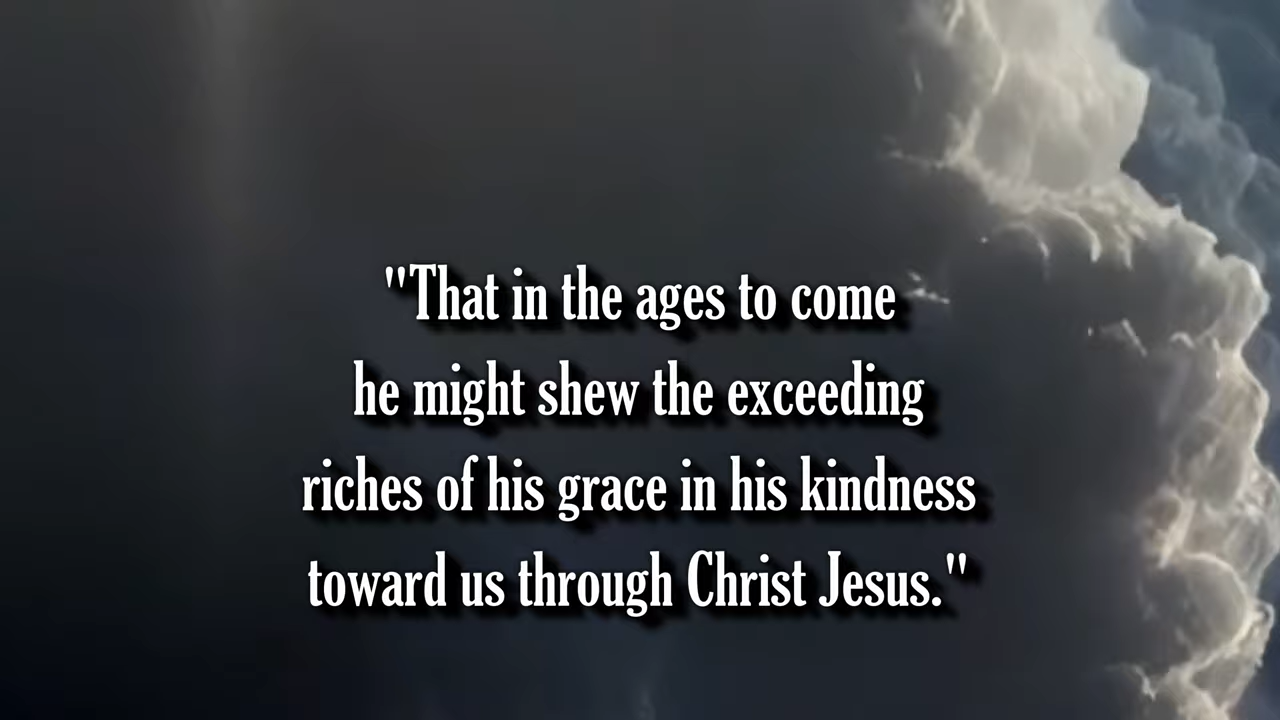 "That in the ages to come
he might shew the exceeding
riches of his grace in his kindness
toward us through Christ Jesus."